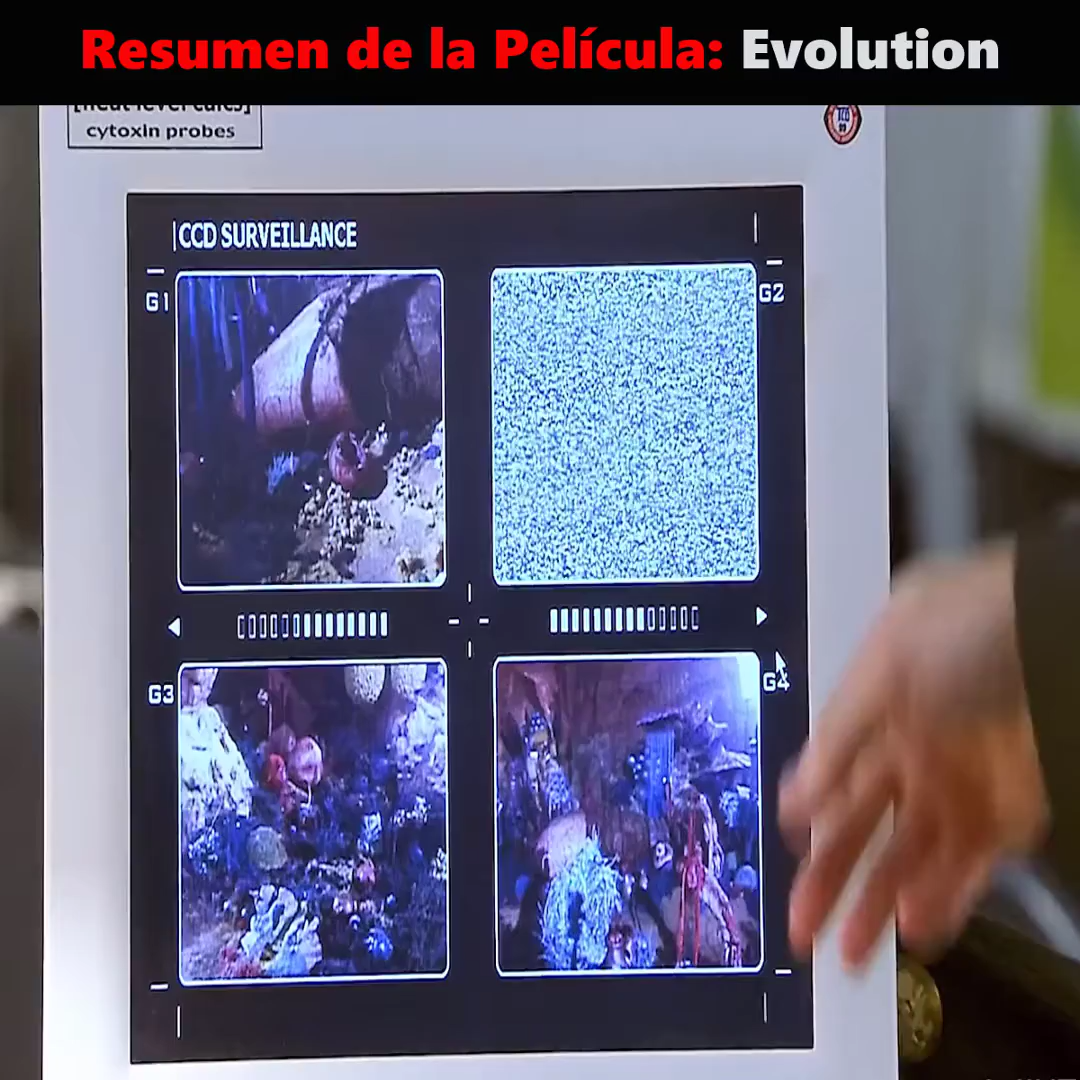 Resumen de la Película: Evolution
cytoxin probes
CCD SURVEILLANCE
G1
G2
G3
G4